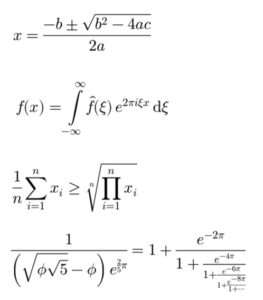 x = \frac{-b \pm \sqrt{b^2 - 4ac}}{2a}
f(x) = \int_{-\infty}^{\infty} \hat{f}(\xi) e^{2\pi i \xi x} \, \mathrm{d}\xi
\frac{1}{n} \sum_{i=1}^{n} x_i \geq \sqrt[n]{\prod_{i=1}^{n} x_i}
\frac{1}{\left(\sqrt{\phi\sqrt{5}} - \phi\right) e^{\frac{2}{5}\pi}} = 1 + \frac{e^{-2\pi}}{1 + \frac{e^{-4\pi}}{1 + \frac{e^{-6\pi}}{1 + \frac{e^{-8\pi}}{1 + \cdots}}}}